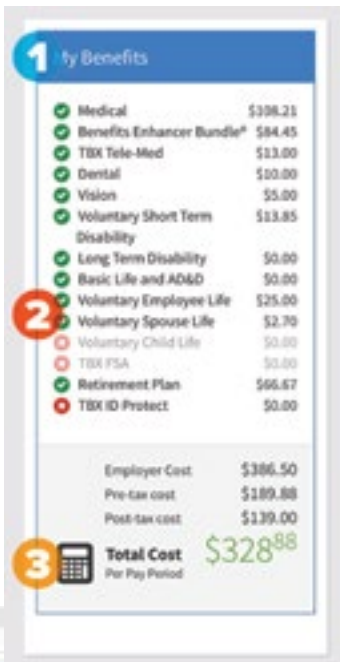 1 My Benefits
Medical $108.21
Benefits Enhancer Bundle® $84.45
TBX Tele-Med $13.00
Dental $10.00
Vision $5.00
Voluntary Short Term $13.85
Disability
Long Term Disability $0.00
Basic Life and AD&D $0.00
2 Voluntary Employee Life $25.00
Voluntary Spouse Life $2.70
Voluntary Child Life $0.00
TBX FSA $0.00
Retirement Plan $66.67
TBX ID Protect $0.00
Employer Cost $386.50
Pre-tax cost $189.88
Post-tax cost $139.00
3 Total Cost $328⁸⁸
Per Pay Period